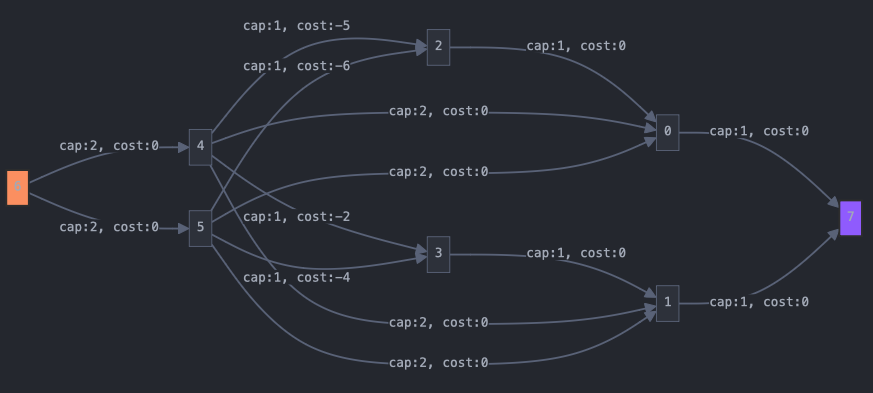 cap:1, cost:-5
2
cap:1, cost:0
cap:1, cost:-6
cap:2, cost:0
0
cap:1, cost:0
4
cap:2, cost:0
cap:2, cost:0
7
cap:1, cost:-2
5
cap:2, cost:0
3
cap:1, cost:0
cap:1, cost:-4
1
cap:1, cost:0
cap:2, cost:0
cap:2, cost:0